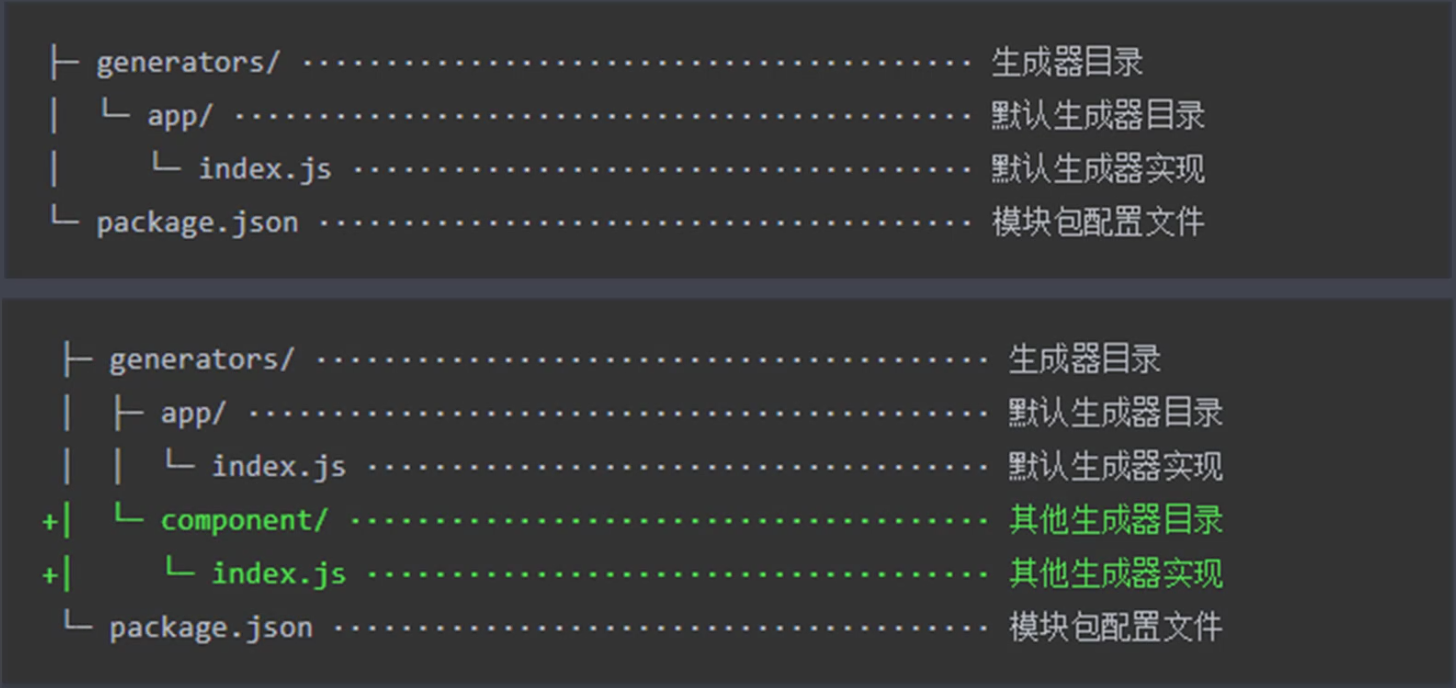 ├─ generators/ ········································ 生成器目录
│  └─ app/ ············································ 默认生成器目录
│     └─ index.js ····································· 默认生成器实现
└─ package.json ······································· 模块包配置文件
├─ generators/ ········································ 生成器目录
│  ├─ app/ ············································ 默认生成器目录
│  │  └─ index.js ····································· 默认生成器实现
+│  └─ component/ ······································ 其他生成器目录
+│     └─ index.js ····································· 其他生成器实现
└─ package.json ······································· 模块包配置文件